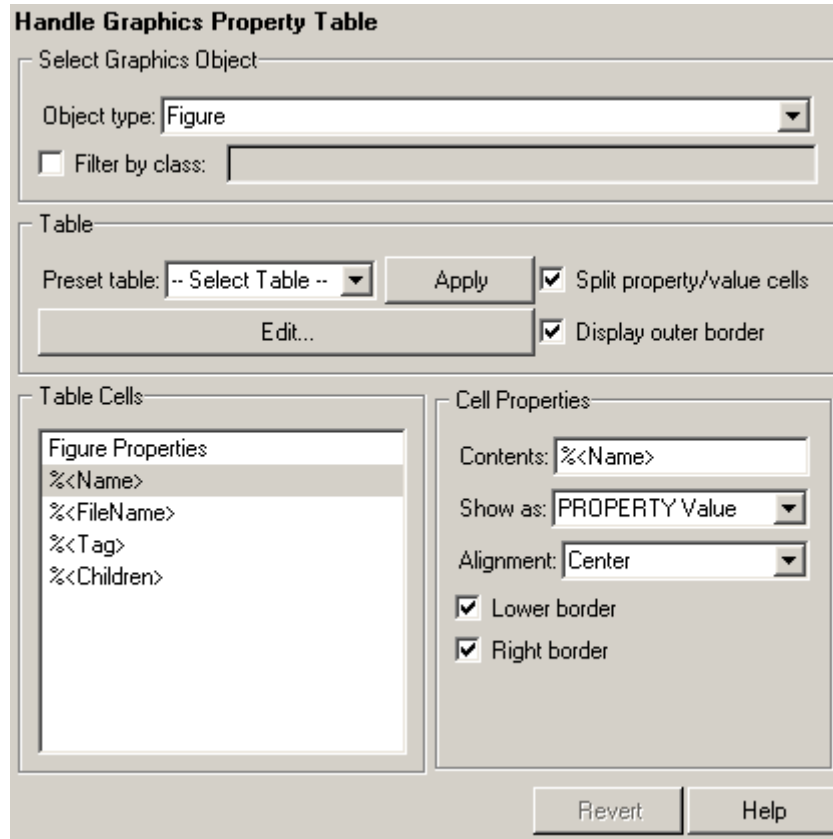 Handle Graphics Property Table
Select Graphics Object
Object type: Figure
Filter by class:
Table
Preset table: -- Select Table -- Apply Split property/value cells
Edit... Display outer border
Table Cells
Figure Properties
%<Name>
%<FileName>
%<Tag>
%<Children>
Cell Properties
Contents: %<Name>
Show as: PROPERTY Value
Alignment: Center
Lower border
Right border
Revert Help